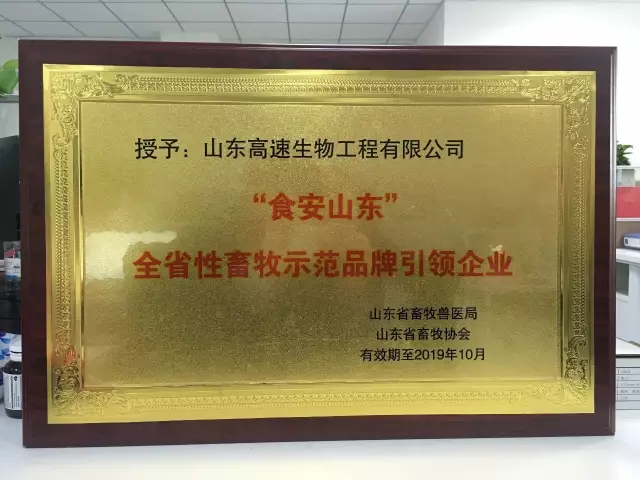 授予：山东高速生物工程有限公司
“食安山东”
全省性畜牧示范品牌引领企业
山东省畜牧兽医局
山东省畜牧协会
有效期至2019年10月